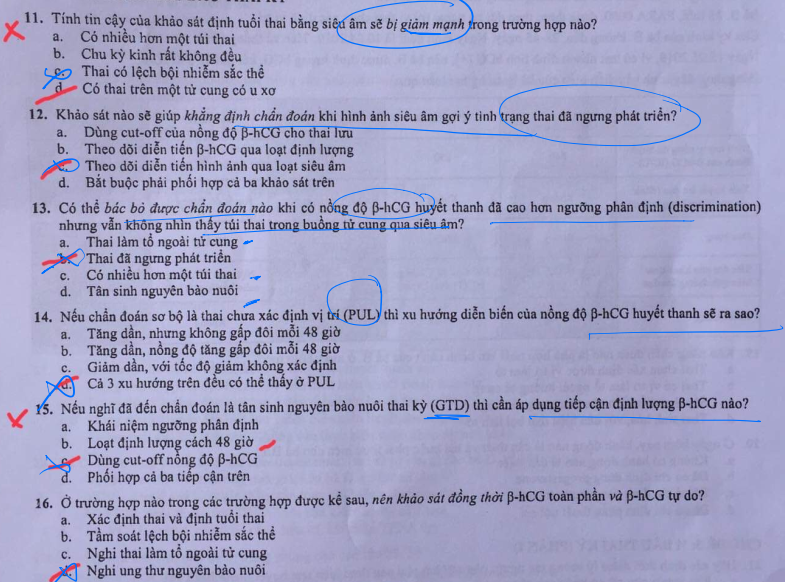 11. Tính tin cậy của khảo sát định tuổi thai bằng siêu âm sẽ bị giảm mạnh trong trường hợp nào?
a. Có nhiều hơn một túi thai
b. Chu kỳ kinh rất không đều
c. Thai có lệch bội nhiễm sắc thể
d. Có thai trên một tử cung có u xơ
12. Khảo sát nào sẽ giúp khẳng định chẩn đoán khi hình ảnh siêu âm gợi ý tình trạng thai đã ngưng phát triển?
a. Dùng cut-off của nồng độ β-hCG cho thai lưu
b. Theo dõi diễn tiến β-hCG qua loạt định lượng
c. Theo dõi diễn tiến hình ảnh qua loạt siêu âm
d. Bắt buộc phải phối hợp cả ba khảo sát trên
13. Có thể bác bỏ được chẩn đoán nào khi có nồng độ β-hCG huyết thanh đã cao hơn ngưỡng phân định (discrimination)
nhưng vẫn không nhìn thấy túi thai trong buồng tử cung qua siêu âm?
a. Thai làm tổ ngoài tử cung
b. Thai đã ngưng phát triển
c. Có nhiều hơn một túi thai
d. Tân sinh nguyên bào nuôi
14. Nếu chẩn đoán sơ bộ là thai chưa xác định vị trí (PUL) thì xu hướng diễn biến của nồng độ β-hCG huyết thanh sẽ ra sao?
a. Tăng dần, nhưng không gấp đôi mỗi 48 giờ
b. Tăng dần, nồng độ tăng gấp đôi mỗi 48 giờ
c. Giảm dần, với tốc độ giảm không xác định
d. Cả 3 xu hướng trên đều có thể thấy ở PUL
15. Nếu nghĩ đã đến chẩn đoán là tân sinh nguyên bào nuôi thai kỳ (GTD) thì cần áp dụng tiếp cận định lượng β-hCG nào?
a. Khái niệm ngưỡng phân định
b. Loạt định lượng cách 48 giờ
c. Dùng cut-off nồng độ β-hCG
d. Phối hợp cả ba tiếp cận trên
16. Ở trường hợp nào trong các trường hợp được kể sau, nên khảo sát đồng thời β-hCG toàn phần và β-hCG tự do?
a. Xác định thai và định tuổi thai
b. Tầm soát lệch bội nhiễm sắc thể
c. Nghi thai làm tổ ngoài tử cung
d. Nghi ung thư nguyên bào nuôi